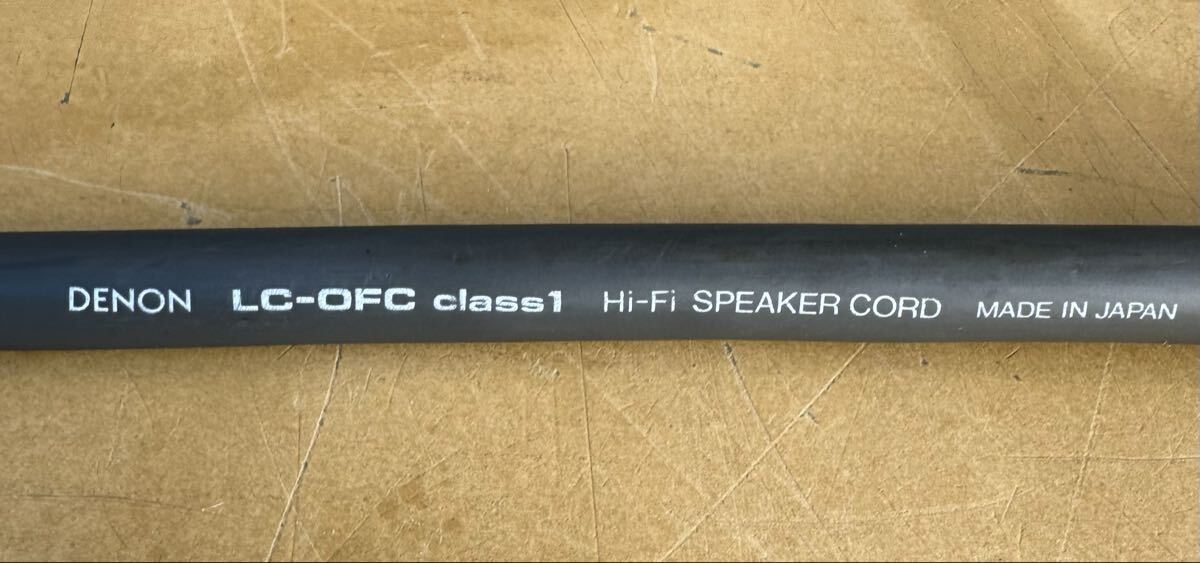 DENON LC-OFC class1 Hi-Fi SPEAKER CORD MADE IN JAPAN